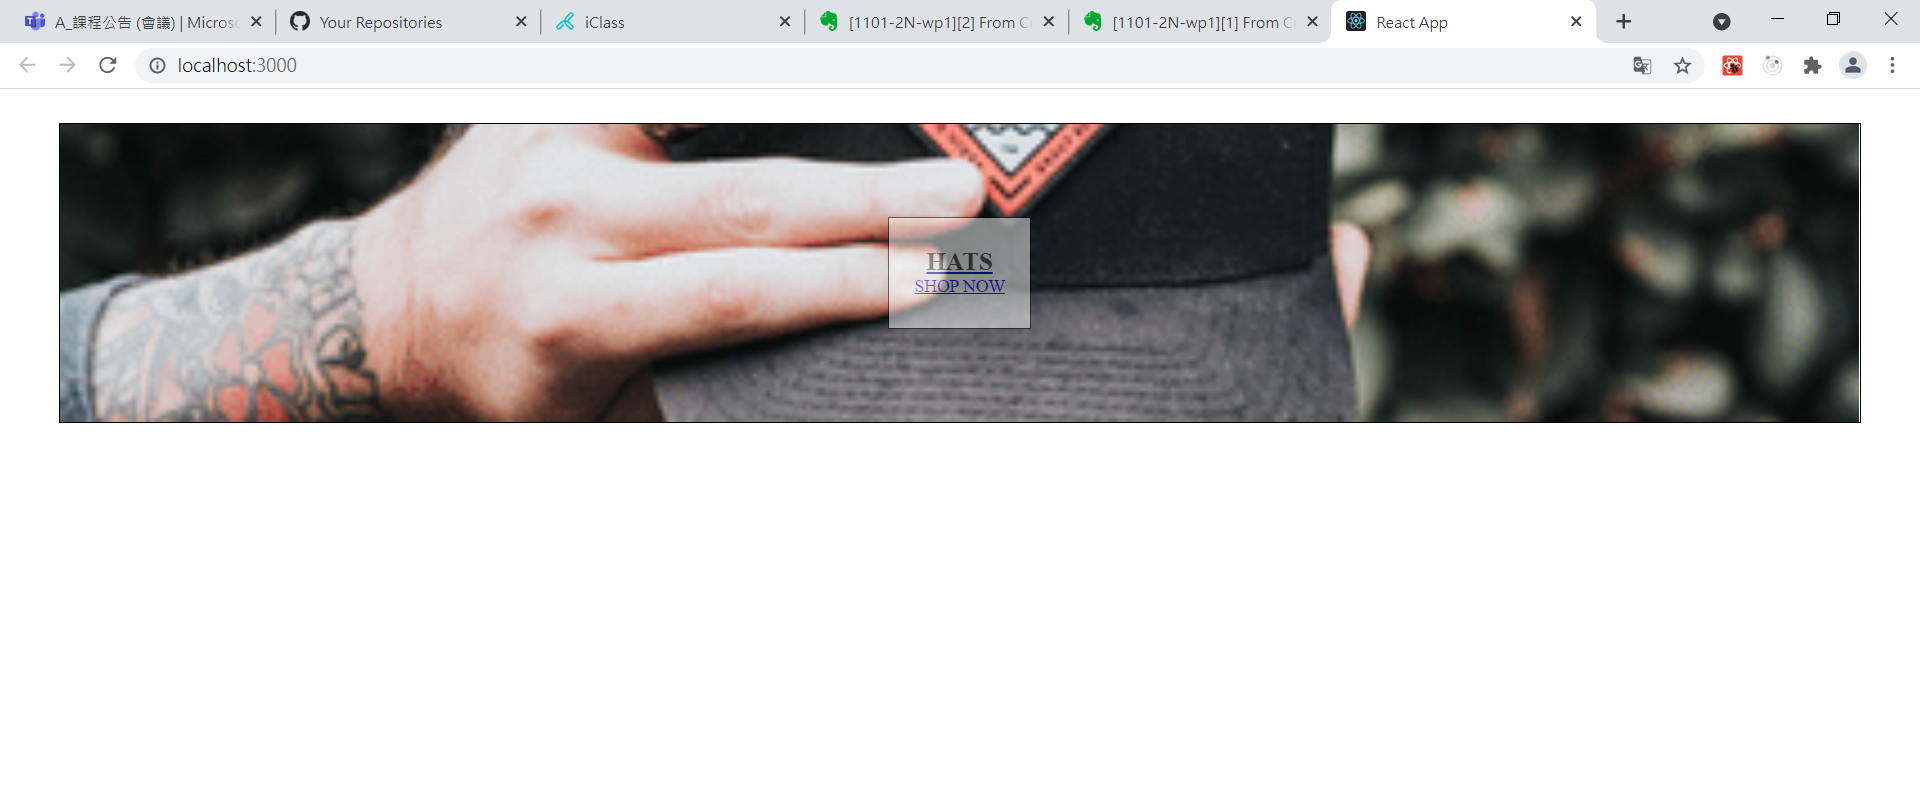 A_課程公告 (會議) | Micros
Your Repositories
iClass
[1101-2N-wp1][2] From C
[1101-2N-wp1][1] From C
React App
localhost:3000
HATS
SHOP NOW